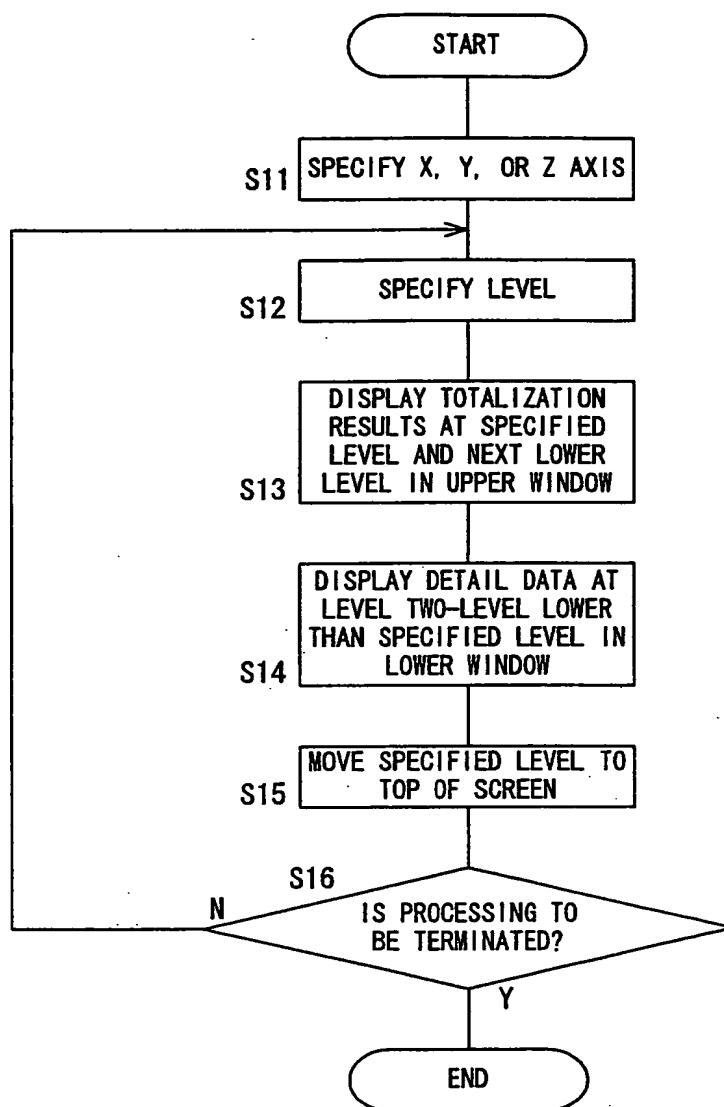 START
S11
SPECIFY X, Y, OR Z AXIS
S12
SPECIFY LEVEL
S13
DISPLAY TOTALIZATION
RESULTS AT SPECIFIED
LEVEL AND NEXT LOWER
LEVEL IN UPPER WINDOW
S14
DISPLAY DETAIL DATA AT
LEVEL TWO-LEVEL LOWER
THAN SPECIFIED LEVEL IN
LOWER WINDOW
S15
MOVE SPECIFIED LEVEL TO
TOP OF SCREEN
S16
N
IS PROCESSING TO
BE TERMINATED?
Y
END